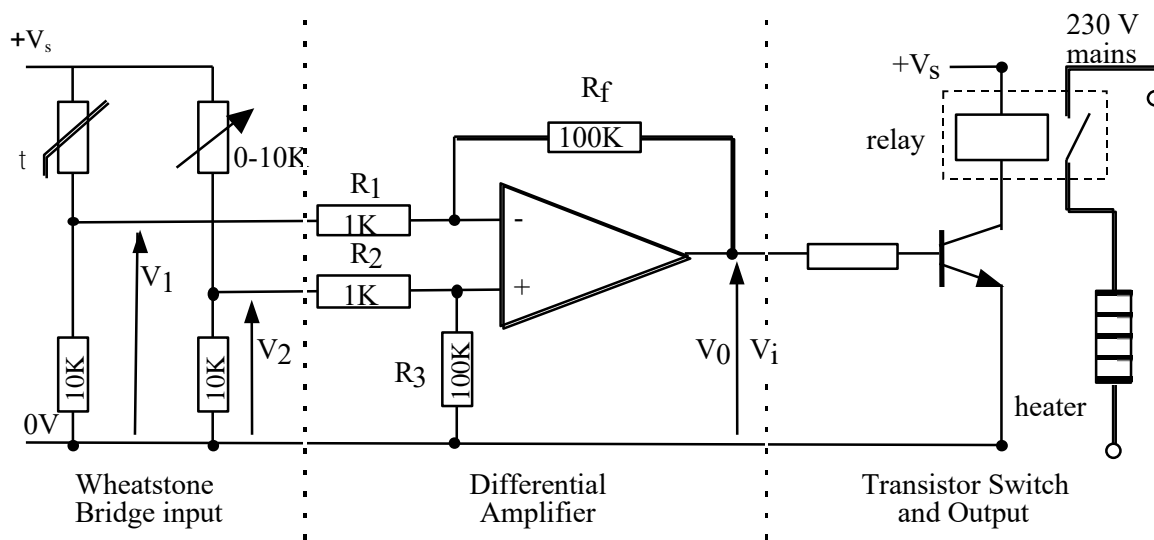 +Vs
t
0-10K
V1
10K
10K
V2
0V
Wheatstone
Bridge input
Rf
100K
R1
1K
-
R2
1K
+
R3
100K
V0
Vi
Differential
Amplifier
230 V
mains
+Vs
relay
heater
Transistor Switch
and Output